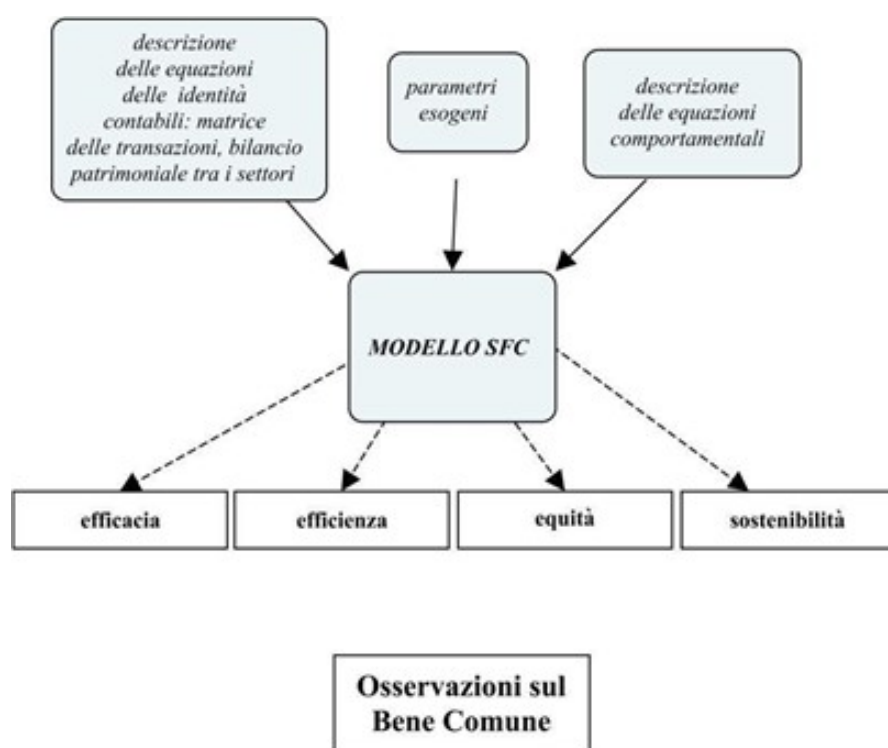 descrizione
delle equazioni
delle identità
contabili: matrice
delle transazioni, bilancio
patrimoniale tra i settori
parametri
esogeni
descrizione
delle equazioni
comportamentali
MODELLO SFC
efficacia
efficienza
equità
sostenibilità
Osservazioni sul
Bene Comune